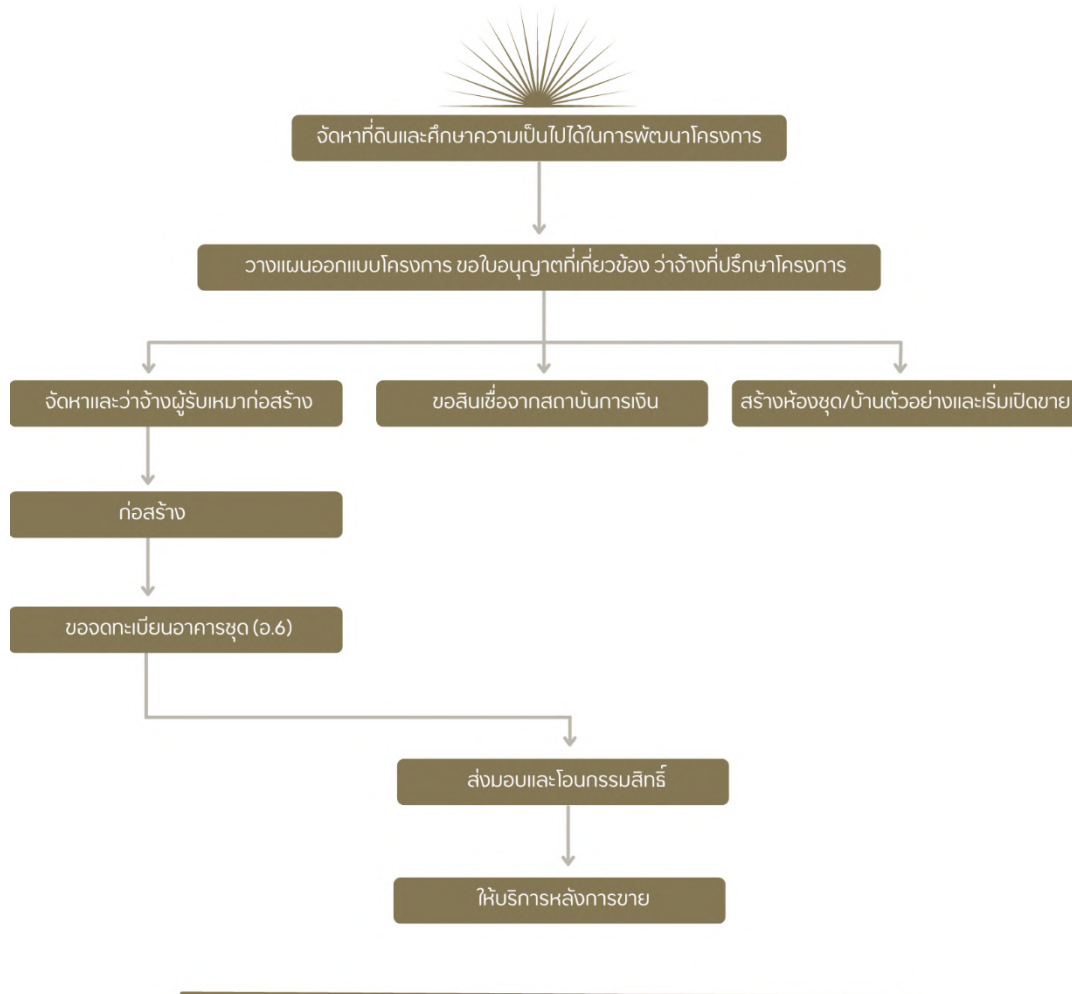 จัดหาที่ดินและศึกษาความเป็นไปได้ในการพัฒนาโครงการ
วางแผนออกแบบโครงการ ขอใบอนุญาตที่เกี่ยวข้อง ว่าจ้างที่ปรึกษาโครงการ
จัดหาและว่าจ้างผู้รับเหมาก่อสร้าง
ขอสินเชื่อจากสถาบันการเงิน
สร้างห้องชุด/บ้านตัวอย่างและเริ่มเปิดขาย
ก่อสร้าง
ขอจดทะเบียนอาคารชุด (อ.6)
ส่งมอบและโอนกรรมสิทธิ์
ให้บริการหลังการขาย